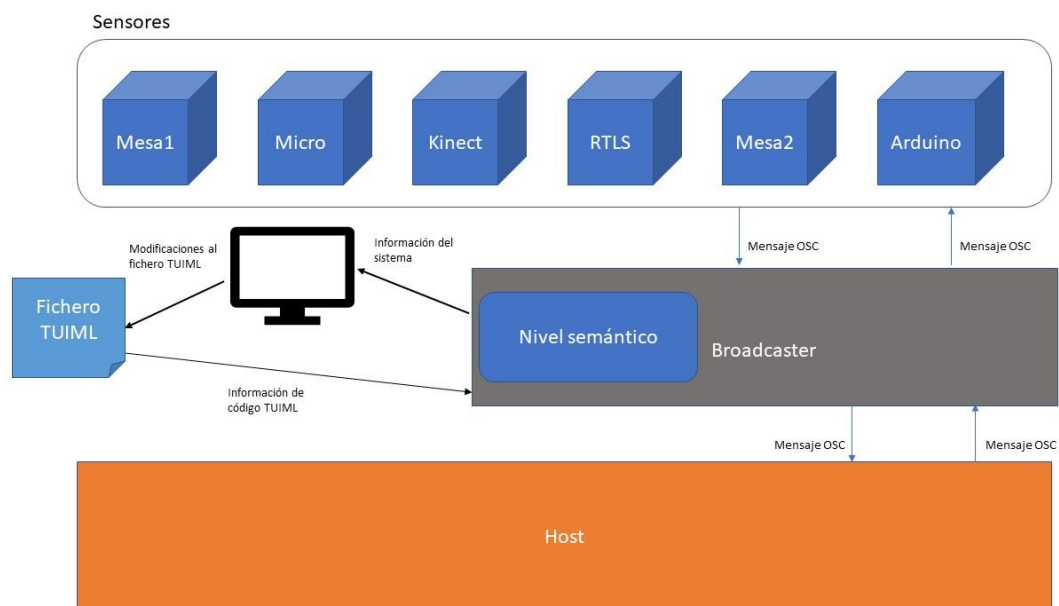 Sensores
Mesa1
Micro
Kinect
RTLS
Mesa2
Arduino
Mensaje OSC
Mensaje OSC
Modificaciones al
fichero TUIML
Información del
sistema
Fichero
TUIML
Nivel semántico
Broadcaster
Información de
código TUIML
Mensaje OSC
Mensaje OSC
Host